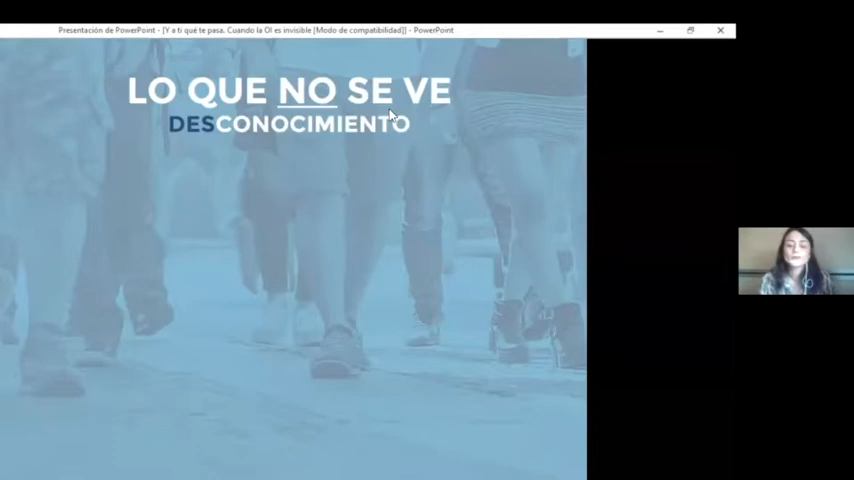 Presentación de PowerPoint - [Y a ti qué te pasa. Cuando la OI es invisible [Modo de compatibilidad]] - PowerPoint
LO QUE NO SE VE
DESCONOCIMIENTO